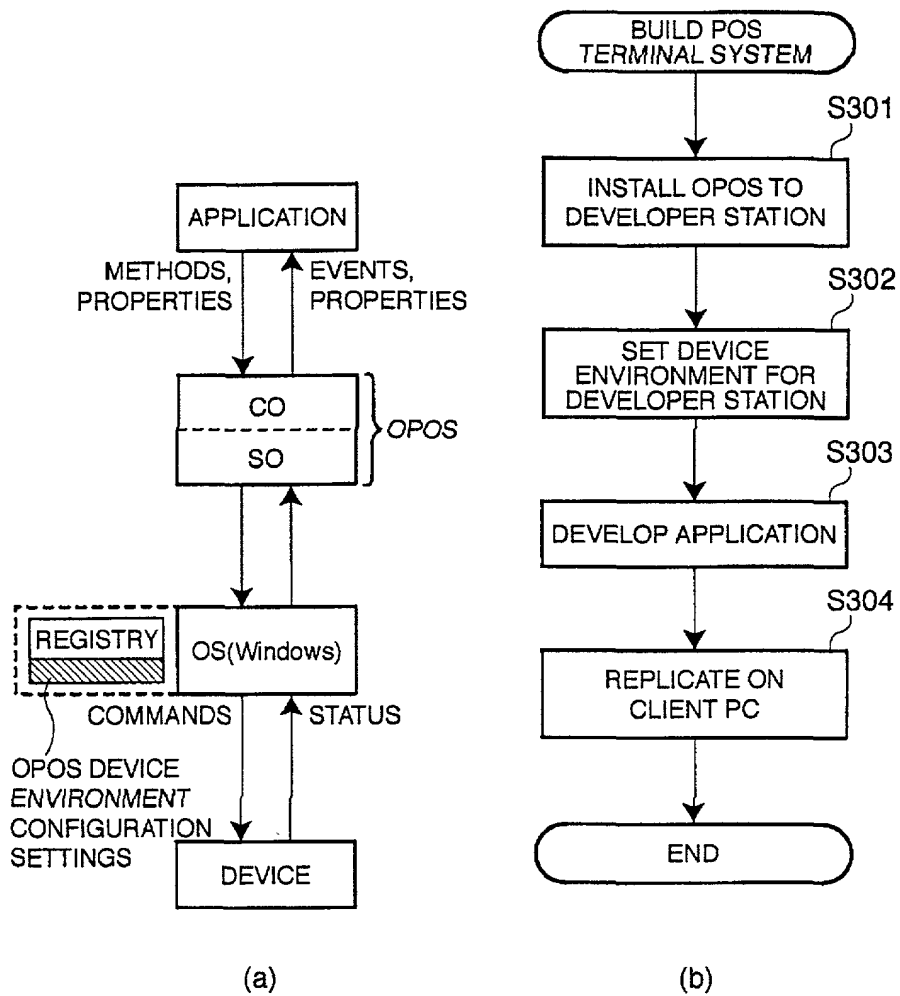 APPLICATION
METHODS,
PROPERTIES
EVENTS,
PROPERTIES
CO
SO
OPOS
REGISTRY
OS(Windows)
COMMANDS
STATUS
OPOS DEVICE
ENVIRONMENT
CONFIGURATION
SETTINGS
DEVICE
(a)
BUILD POS
TERMINAL SYSTEM
S301
INSTALL OPOS TO
DEVELOPER STATION
S302
SET DEVICE
ENVIRONMENT FOR
DEVELOPER STATION
S303
DEVELOP APPLICATION
S304
REPLICATE ON
CLIENT PC
END
(b)